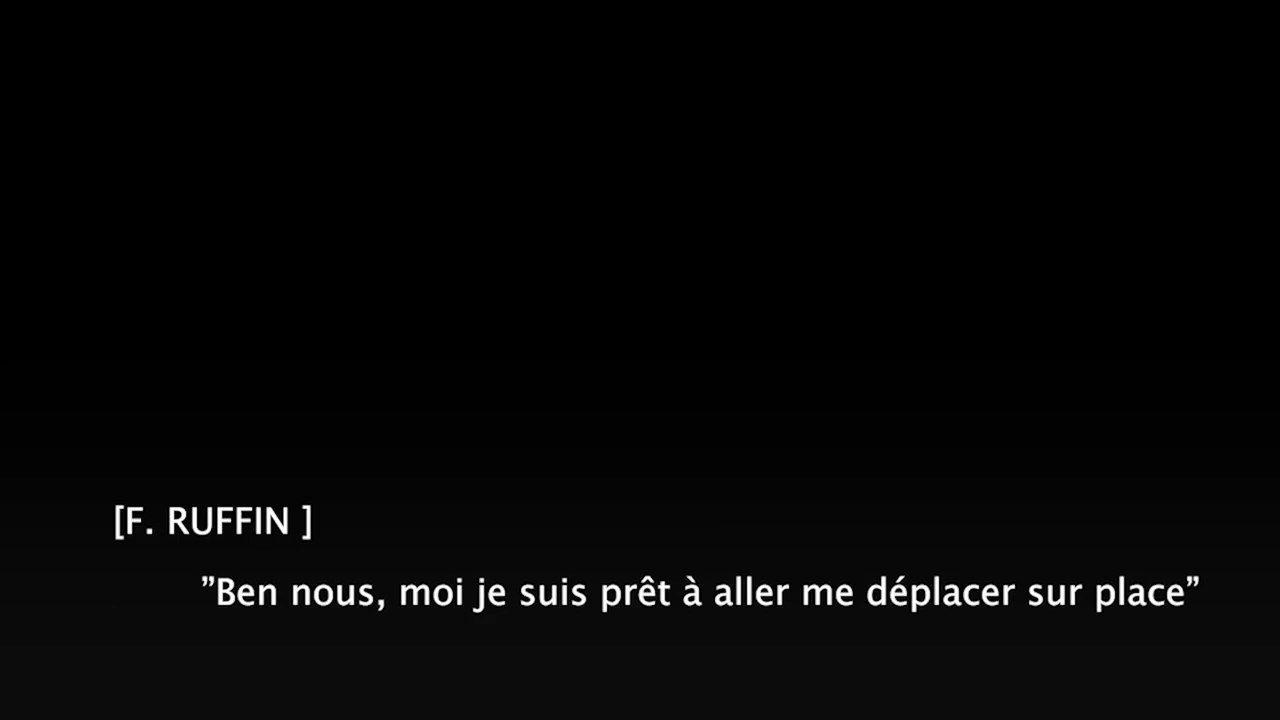 [F. RUFFIN ]
”Ben nous, moi je suis prêt à aller me déplacer sur place”